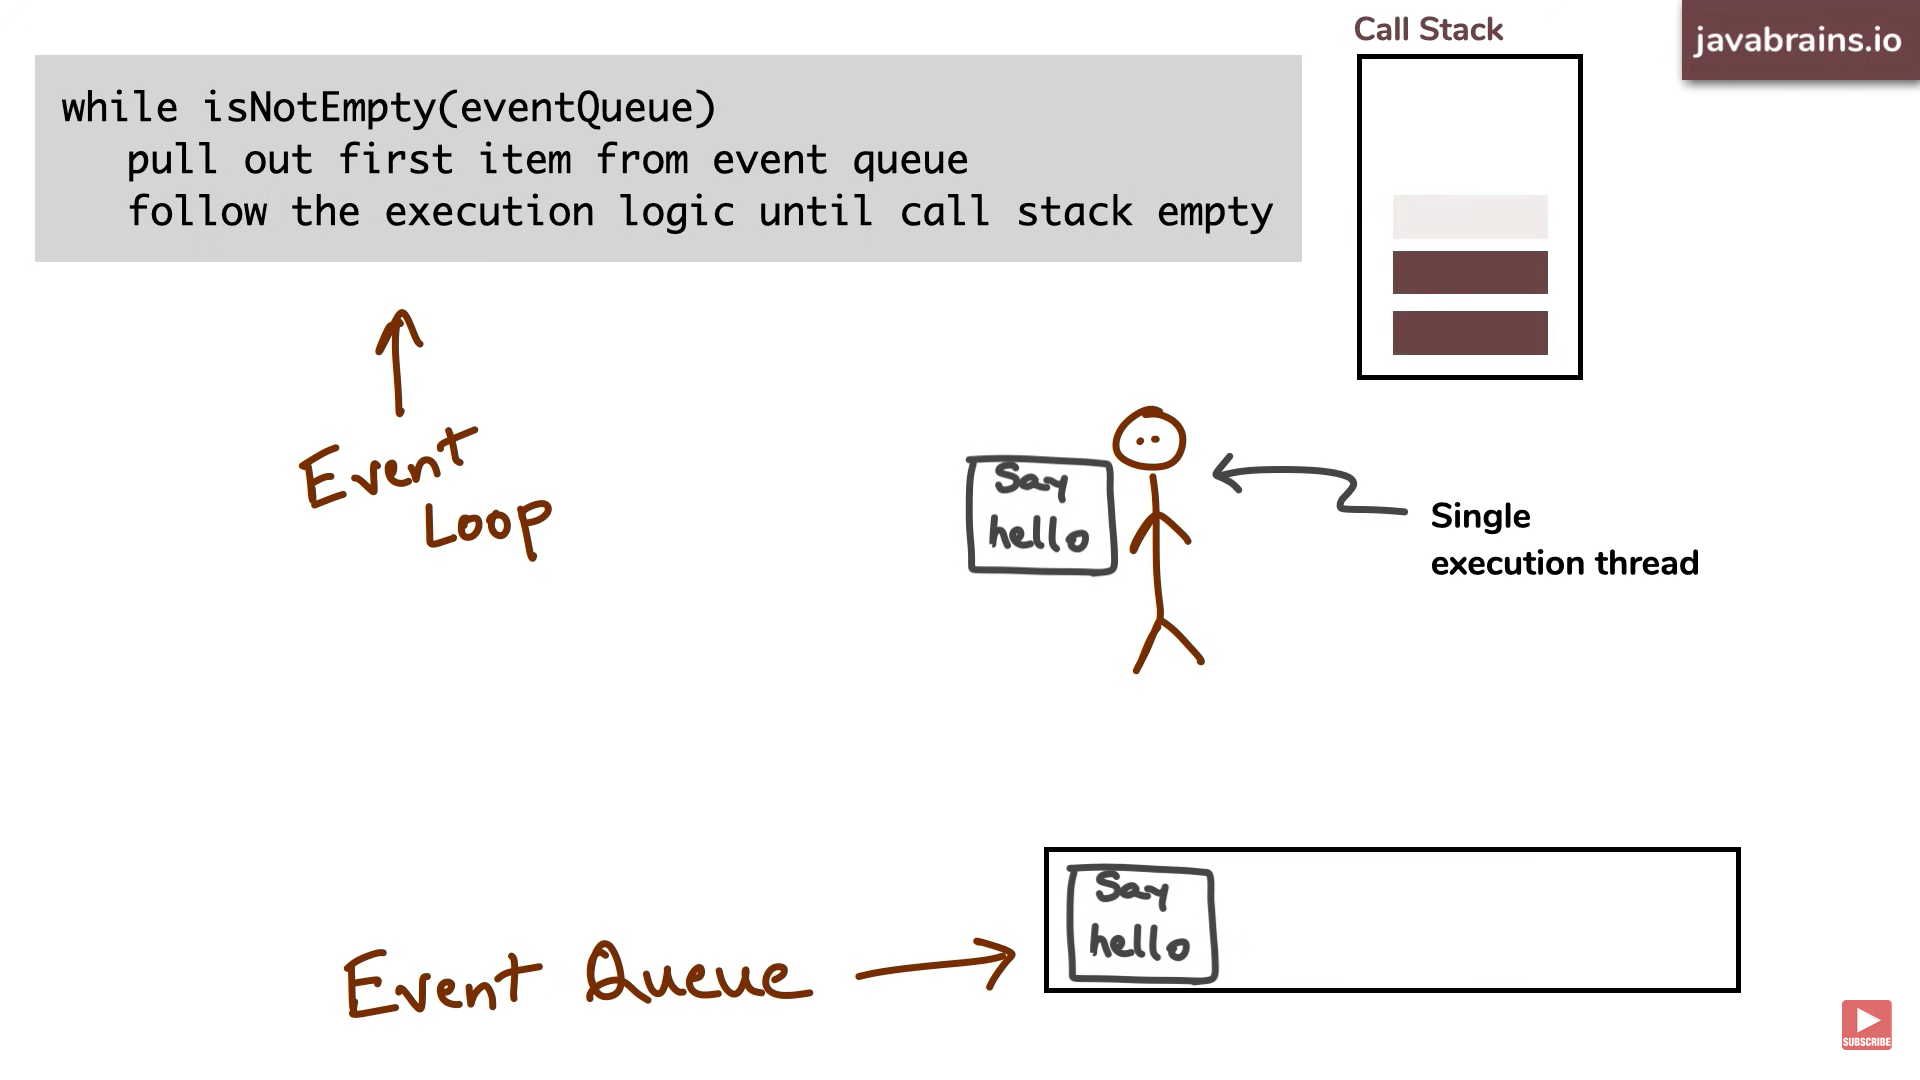 Call Stack
javabrains.io
while isNotEmpty(eventQueue)
pull out first item from event queue
follow the execution logic until call stack empty
Event
Loop
Say
hello
Single
execution thread
Say
hello
Event Queue
SUBSCRIBE